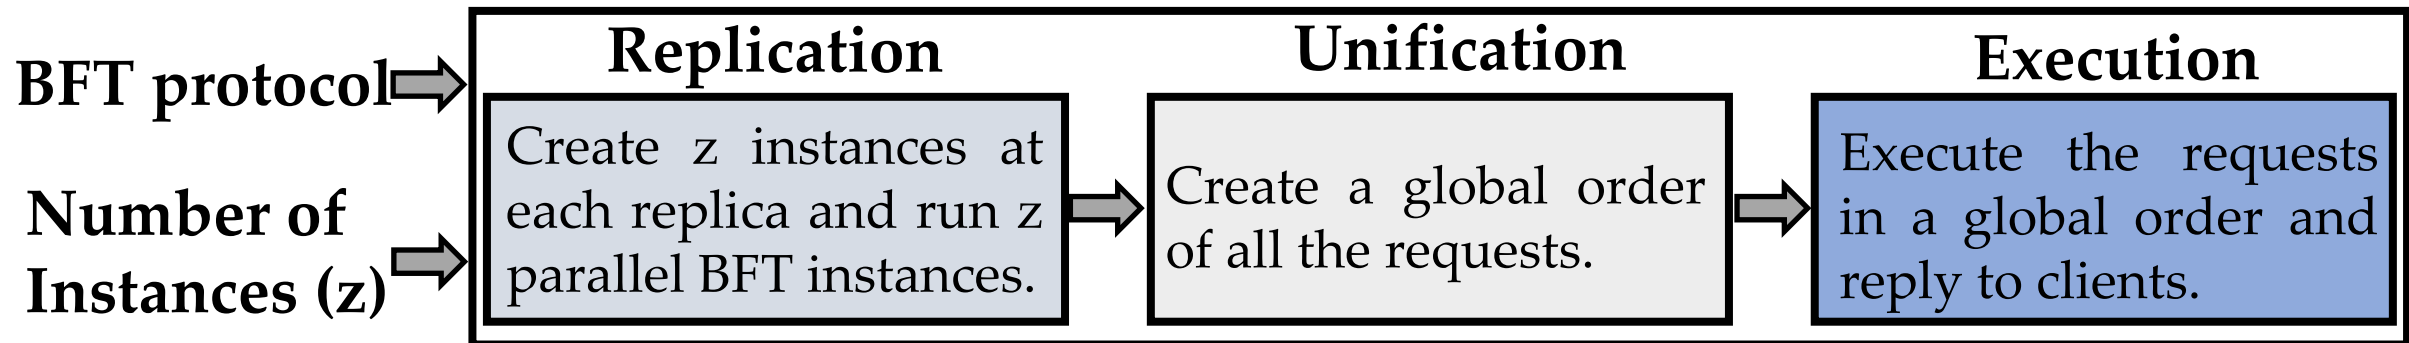 BFT protocol
Number of
Instances (z)
Replication
Create z instances at
each replica and run z
parallel BFT instances.
Unification
Create a global order
of all the requests.
Execution
Execute the requests
in a global order and
reply to clients.